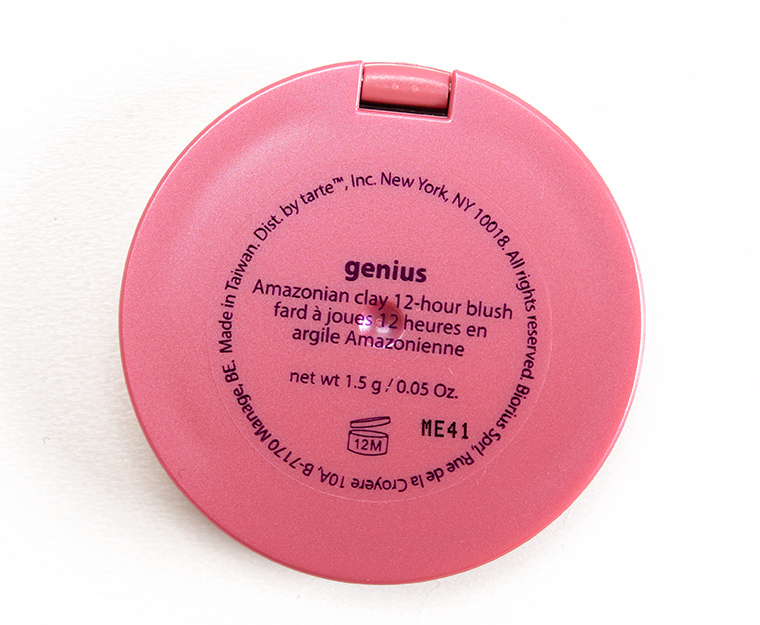 Made in Taiwan. Dist. by tarte™, Inc. New York, NY 10018. All rights reserved. Biorius Sprl, Rue de la Croyere 10A, B-7170 Manage, BE.
genius
Amazonian clay 12-hour blush
fard à joues 12 heures en
argile Amazonienne
net wt 1.5 g / 0.05 Oz.
12M
ME41